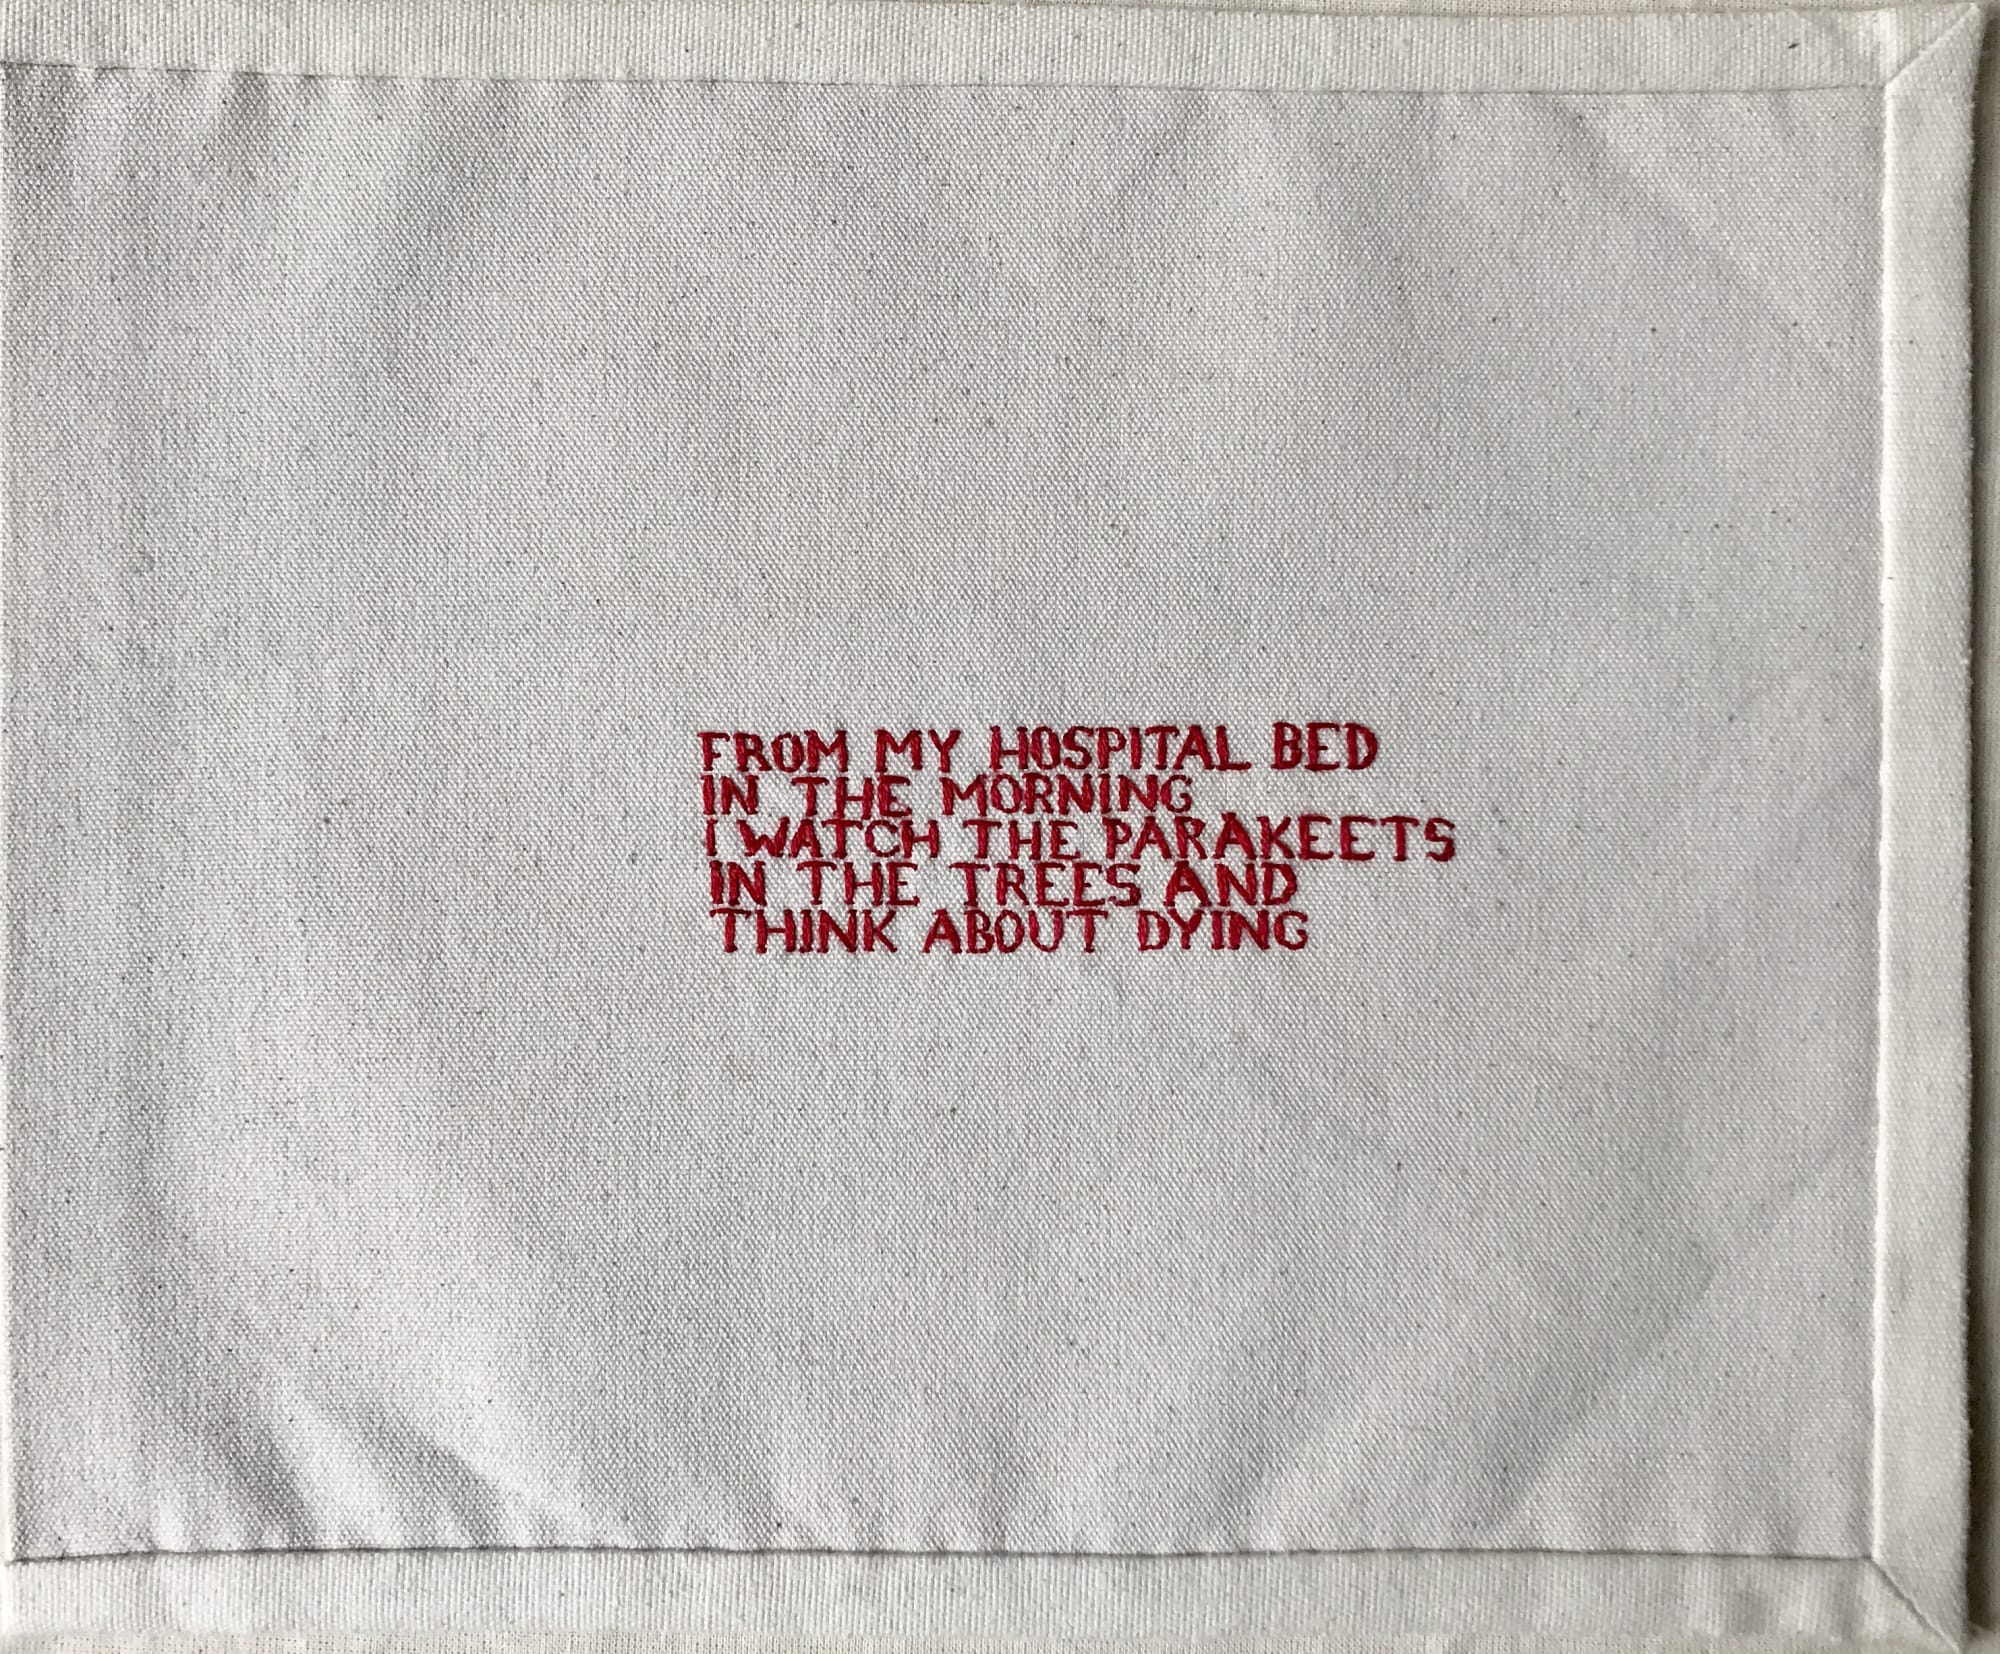 FROM MY HOSPITAL BED
IN THE MORNING
I WATCH THE PARAKEETS
IN THE TREES AND
THINK ABOUT DYING